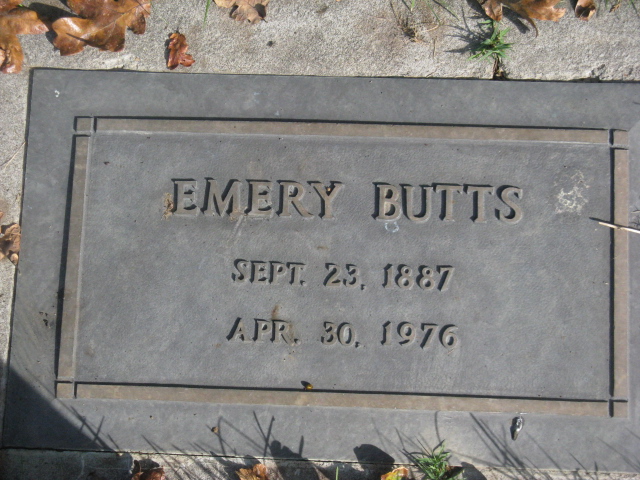 EMERY BUTTS
SEPT. 23, 1887
APR. 30, 1976